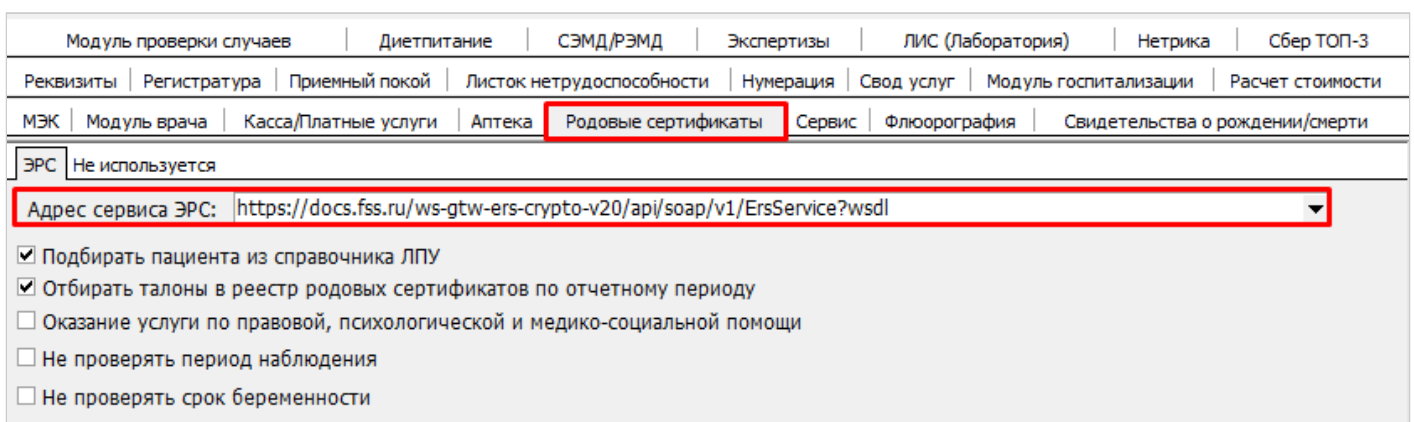 Модуль проверки случаев Диетпитание СЭМД/РЭМД Экспертизы ЛИС (Лаборатория) Нетрика Сбер ТОП-3
Реквизиты Регистратура Приемный покой Листок нетрудоспособности Нумерация Свод услуг Модуль госпитализации Расчет стоимости
МЭК Модуль врача Касса/Платные услуги Аптека Родовые сертификаты Сервис Флюорография Свидетельства о рождении/смерти
ЭРС Не используется
Адрес сервиса ЭРС: https://docs.fss.ru/ws-gtw-ers-crypto-v20/api/soap/v1/ErsService?wsdl
Подбирать пациента из справочника ЛПУ
Отбирать талоны в реестр родовых сертификатов по отчетному периоду
Оказание услуги по правовой, психологической и медико-социальной помощи
Не проверять период наблюдения
Не проверять срок беременности